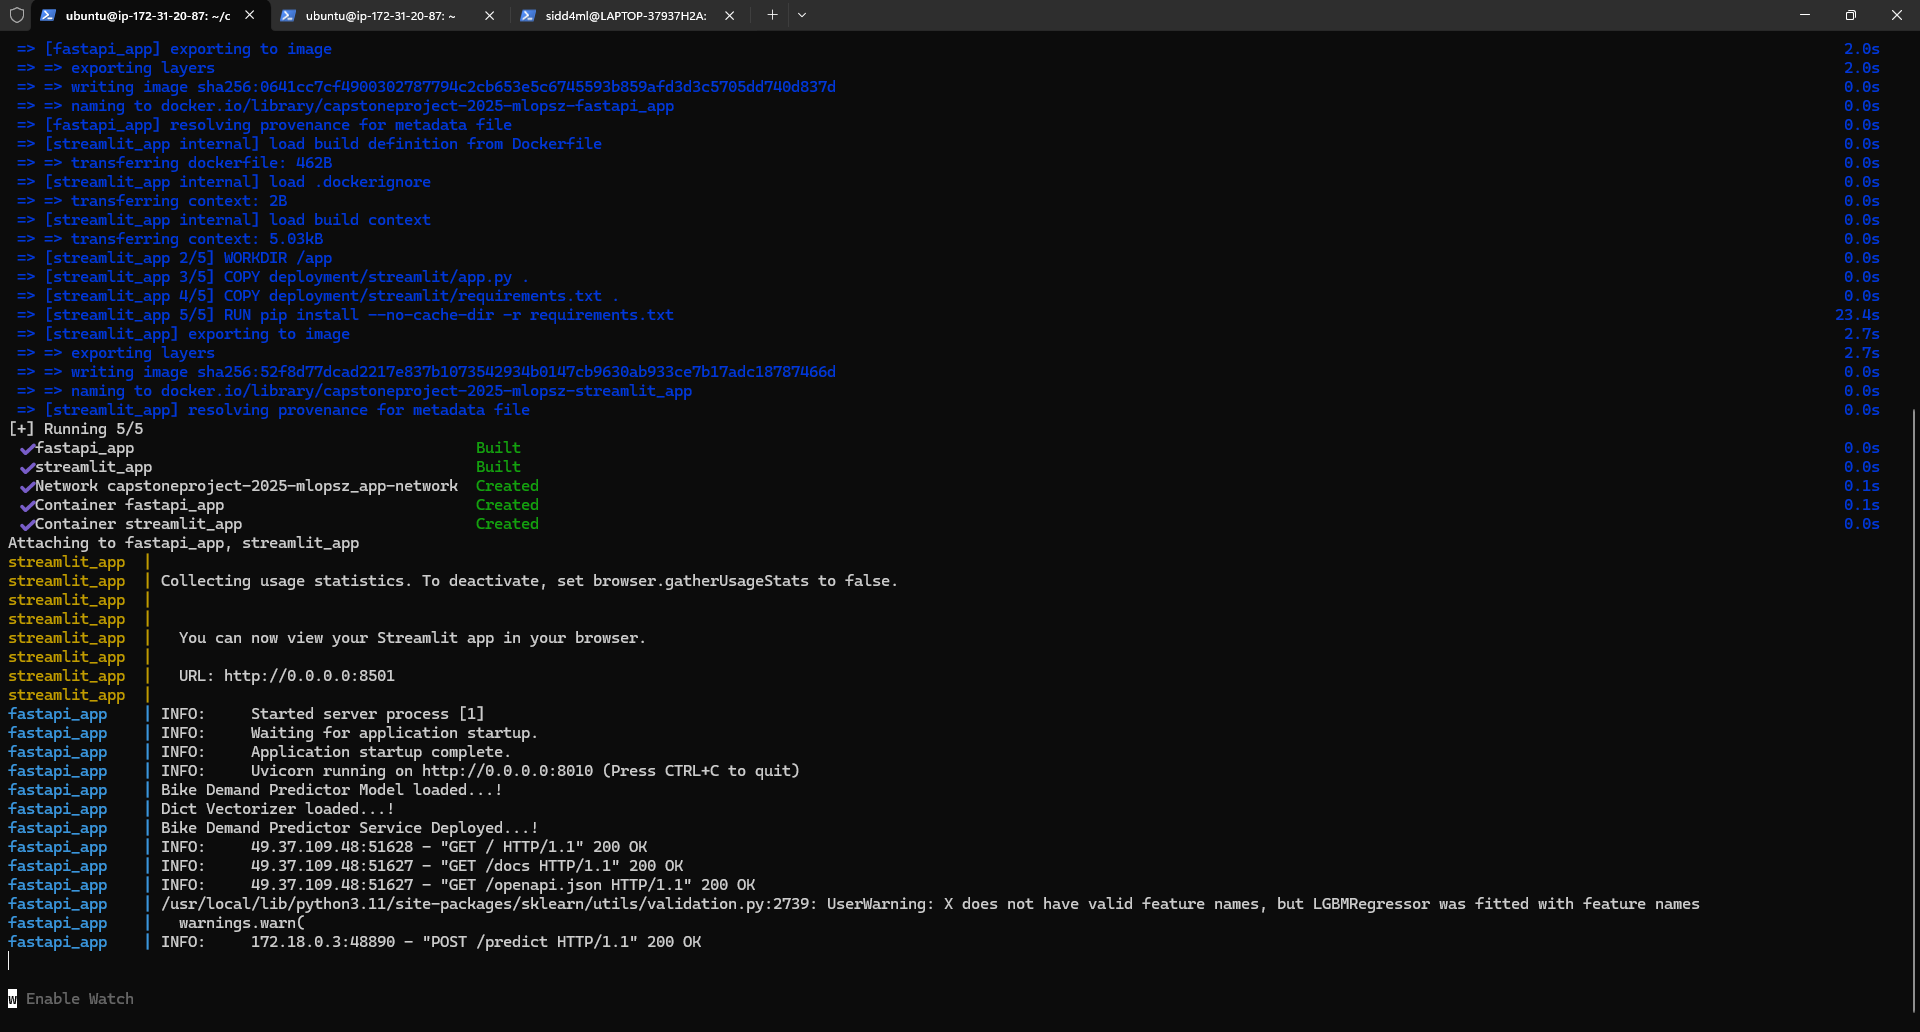 ubuntu@ip-172-31-20-87: ~/c
ubuntu@ip-172-31-20-87: ~
sidd4ml@LAPTOP-37937H2A:
=> [fastapi_app] exporting to image 2.0s
=> => exporting layers 2.0s
=> => writing image sha256:0641cc7cf4900302787794c2cb653e5c6745593b859afd3d3c5705dd740d837d 0.0s
=> => naming to docker.io/library/capstoneproject-2025-mlopsz-fastapi_app 0.0s
=> [fastapi_app] resolving provenance for metadata file 0.0s
=> [streamlit_app internal] load build definition from Dockerfile 0.0s
=> => transferring dockerfile: 462B 0.0s
=> [streamlit_app internal] load .dockerignore 0.0s
=> => transferring context: 2B 0.0s
=> [streamlit_app internal] load build context 0.0s
=> => transferring context: 5.03kB 0.0s
=> [streamlit_app 2/5] WORKDIR /app 0.0s
=> [streamlit_app 3/5] COPY deployment/streamlit/app.py . 0.0s
=> [streamlit_app 4/5] COPY deployment/streamlit/requirements.txt . 0.0s
=> [streamlit_app 5/5] RUN pip install --no-cache-dir -r requirements.txt 23.4s
=> [streamlit_app] exporting to image 2.7s
=> => exporting layers 2.7s
=> => writing image sha256:52f8d77dcad2217e837b1073542934b0147cb9630ab933ce7b17adc18787466d 0.0s
=> => naming to docker.io/library/capstoneproject-2025-mlopsz-streamlit_app 0.0s
=> [streamlit_app] resolving provenance for metadata file 0.0s
[+] Running 5/5
✔fastapi_app Built 0.0s
✔streamlit_app Built 0.0s
✔Network capstoneproject-2025-mlopsz_app-network Created 0.1s
✔Container fastapi_app Created 0.1s
✔Container streamlit_app Created 0.0s
Attaching to fastapi_app, streamlit_app
streamlit_app |
streamlit_app | Collecting usage statistics. To deactivate, set browser.gatherUsageStats to false.
streamlit_app |
streamlit_app |
streamlit_app | You can now view your Streamlit app in your browser.
streamlit_app |
streamlit_app | URL: http://0.0.0.0:8501
streamlit_app |
fastapi_app | INFO: Started server process [1]
fastapi_app | INFO: Waiting for application startup.
fastapi_app | INFO: Application startup complete.
fastapi_app | INFO: Uvicorn running on http://0.0.0.0:8010 (Press CTRL+C to quit)
fastapi_app | Bike Demand Predictor Model loaded...!
fastapi_app | Dict Vectorizer loaded...!
fastapi_app | Bike Demand Predictor Service Deployed...!
fastapi_app | INFO: 49.37.109.48:51628 - "GET / HTTP/1.1" 200 OK
fastapi_app | INFO: 49.37.109.48:51627 - "GET /docs HTTP/1.1" 200 OK
fastapi_app | INFO: 49.37.109.48:51627 - "GET /openapi.json HTTP/1.1" 200 OK
fastapi_app | /usr/local/lib/python3.11/site-packages/sklearn/utils/validation.py:2739: UserWarning: X does not have valid feature names, but LGBMRegressor was fitted with feature names
fastapi_app | warnings.warn(
fastapi_app | INFO: 172.18.0.3:48890 - "POST /predict HTTP/1.1" 200 OK
w Enable Watch